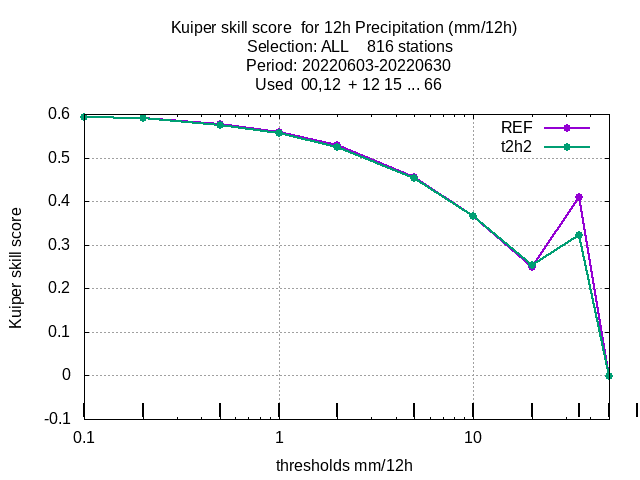 Kuiper skill score  for 12h Precipitation (mm/12h)
Selection: ALL    816 stations
Period: 20220603-20220630
Used  00,12  + 12 15 ... 66
REF
t2h2
Kuiper skill score
0.6
0.5
0.4
0.3
0.2
0.1
0
-0.1
0.1
1
10
thresholds mm/12h